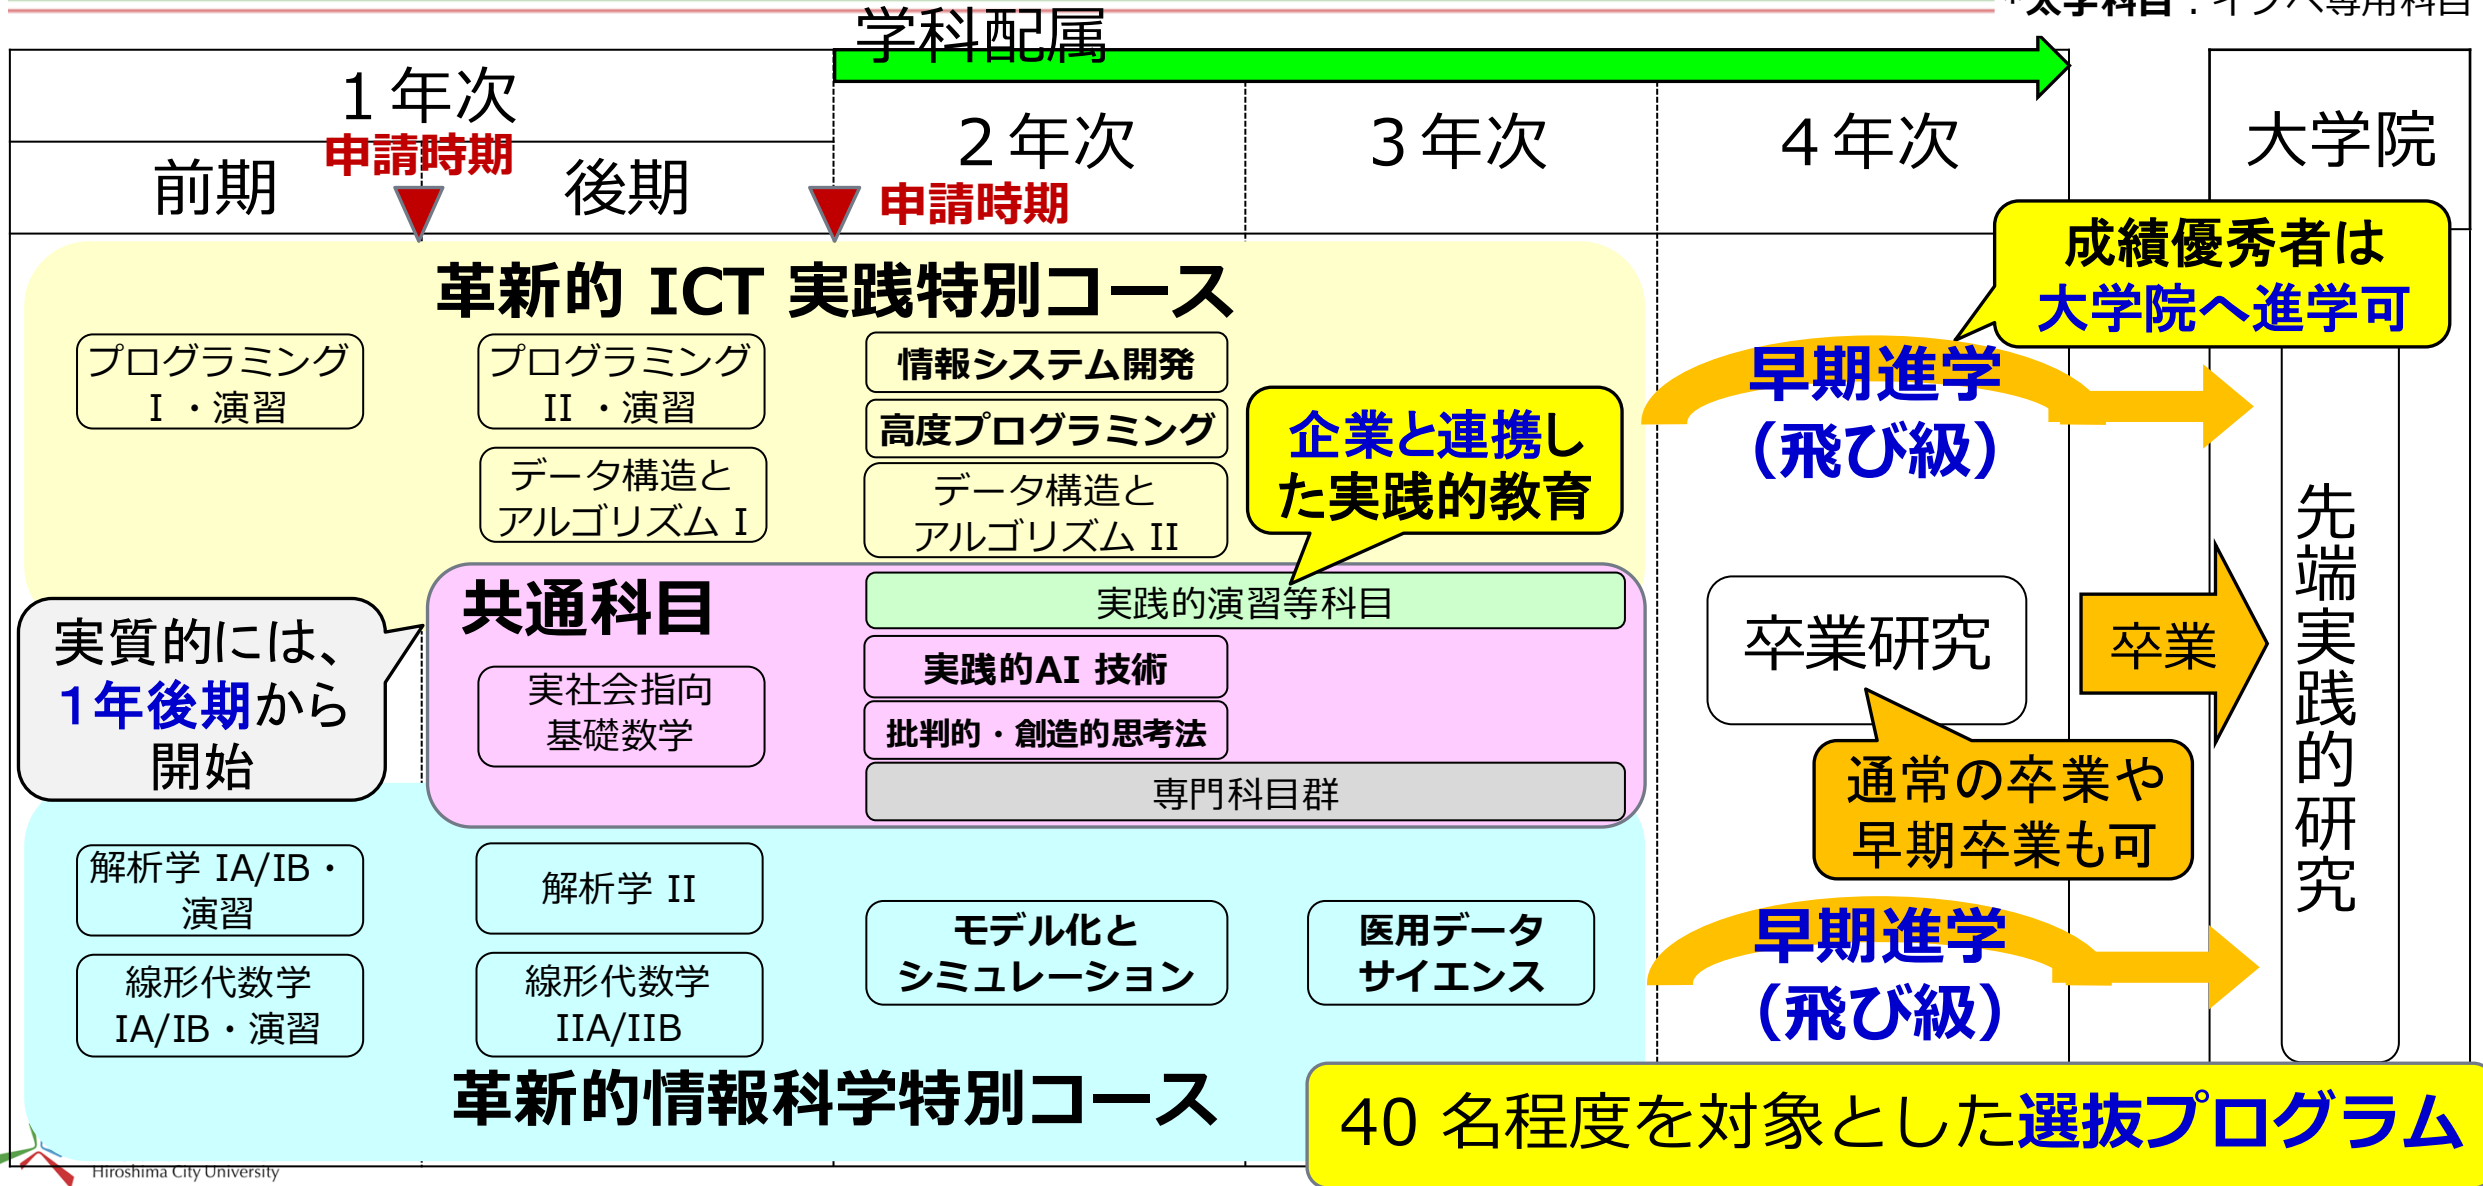 *太字科目：イノベ専用科目
学科配属
１年次
２年次
３年次
４年次
大学院
前期
申請時期
後期
申請時期
成績優秀者は
大学院へ進学可
革新的 ICT 実践特別コース
プログラミング
I ・演習
プログラミング
II ・演習
データ構造と
アルゴリズム I
情報システム開発
高度プログラミング
データ構造と
アルゴリズム II
企業と連携し
た実践的教育
早期進学
（飛び級）
共通科目
実践的演習等科目
実質的には、
１年後期から
開始
実社会指向
基礎数学
実践的AI 技術
批判的・創造的思考法
専門科目群
卒業研究
卒業
先端実践的研究
通常の卒業や
早期卒業も可
解析学 IA/IB・
演習
線形代数学
IA/IB・演習
解析学 II
線形代数学
IIA/IIB
モデル化と
シミュレーション
医用データ
サイエンス
早期進学
（飛び級）
革新的情報科学特別コース
40 名程度を対象とした選抜プログラム
Hiroshima City University